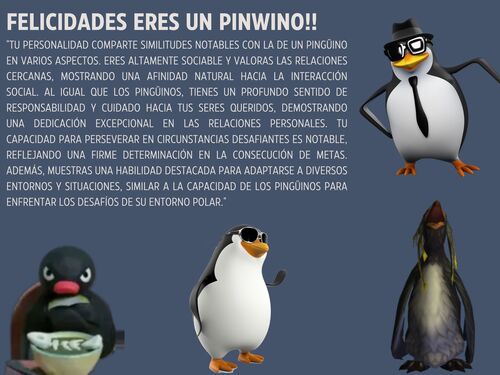 FELICIDADES ERES UN PINWINO!!
"TU PERSONALIDAD COMPARTE SIMILITUDES NOTABLES CON LA DE UN PINGÜINO
EN VARIOS ASPECTOS. ERES ALTAMENTE SOCIABLE Y VALORAS LAS RELACIONES
CERCANAS, MOSTRANDO UNA AFINIDAD NATURAL HACIA LA INTERACCIÓN
SOCIAL. AL IGUAL QUE LOS PINGÜINOS, TIENES UN PROFUNDO SENTIDO DE
RESPONSABILIDAD Y CUIDADO HACIA TUS SERES QUERIDOS, DEMOSTRANDO
UNA DEDICACIÓN EXCEPCIONAL EN LAS RELACIONES PERSONALES. TU
CAPACIDAD PARA PERSEVERAR EN CIRCUNSTANCIAS DESAFIANTES ES NOTABLE,
REFLEJANDO UNA FIRME DETERMINACIÓN EN LA CONSECUCIÓN DE METAS.
ADEMÁS, MUESTRAS UNA HABILIDAD DESTACADA PARA ADAPTARSE A DIVERSOS
ENTORNOS Y SITUACIONES, SIMILAR A LA CAPACIDAD DE LOS PINGÜINOS PARA
ENFRENTAR LOS DESAFÍOS DE SU ENTORNO POLAR."